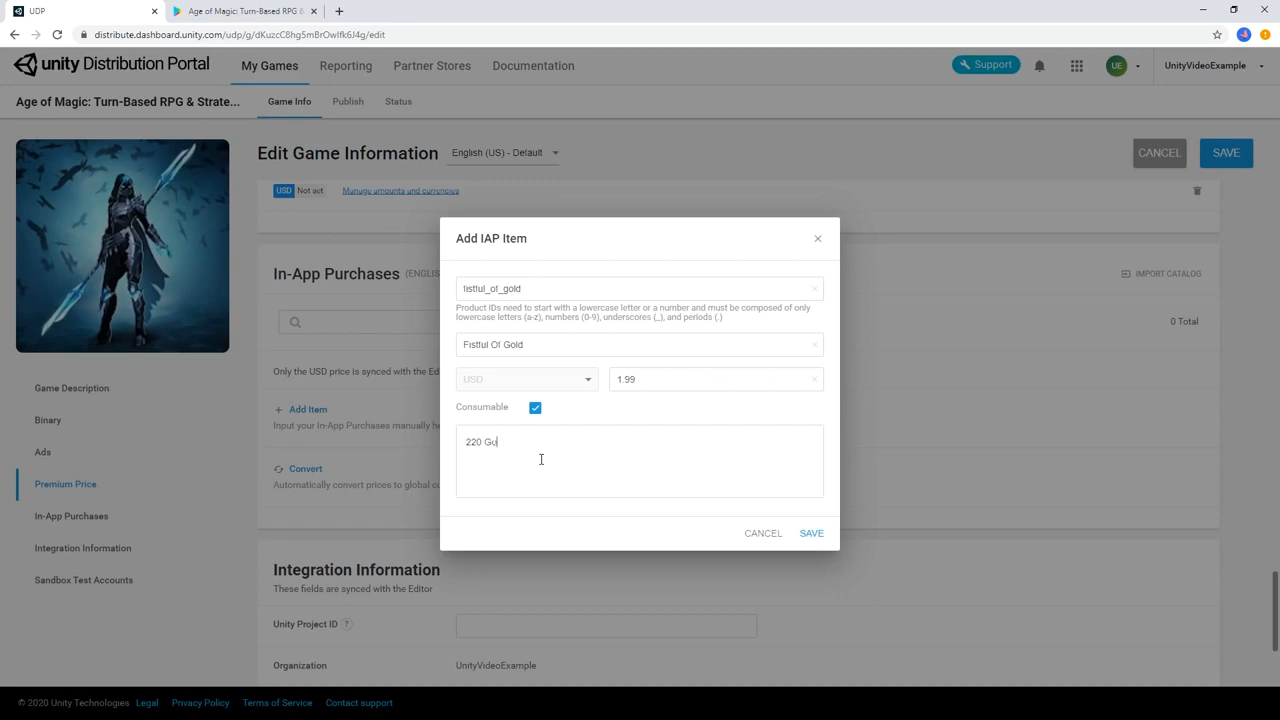 UDP
Age of Magic: Turn-Based RPG &
distribute.dashboard.unity.com/udp/g/dKuzcC8hg5mBrOwIfk6J4g/edit
unity Distribution Portal
My Games
Reporting
Partner Stores
Documentation
Support
UE
UnityVideoExample
Age of Magic: Turn-Based RPG & Strate...
Game Info
Publish
Status
Edit Game Information
English (US) - Default
CANCEL
SAVE
USD
Not set
Manage amounts and currencies
Add IAP Item
In-App Purchases
(ENGLIS
IMPORT CATALOG
fistful_of_gold
Product IDs need to start with a lowercase letter or a number and must be composed of only
lowercase letters (a-z), numbers (0-9), underscores (_), and periods (.)
0 Total
Fistful Of Gold
Only the USD price is synced with the Ed
USD
1.99
Game Description
Add Item
Consumable
Input your In-App Purchases manually he
Binary
220 Go
Ads
Convert
Premium Price
Automatically convert prices to global cu
In-App Purchases
CANCEL
SAVE
Integration Information
Sandbox Test Accounts
Integration Information
These fields are synced with the Editor
Unity Project ID ?
Organization
UnityVideoExample
© 2020 Unity Technologies
Legal
Privacy Policy
Terms of Service
Contact support